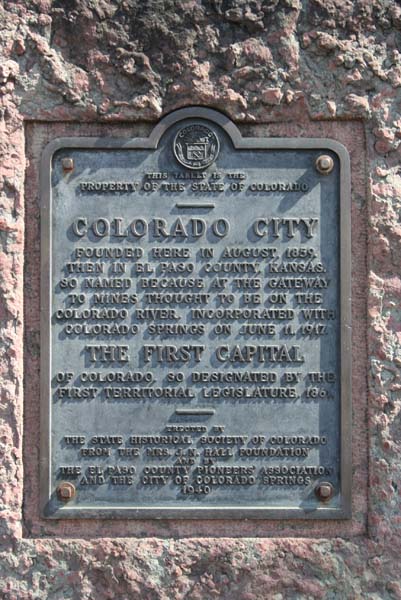 THIS TABLET IS THE
PROPERTY OF THE STATE OF COLORADO
COLORADO CITY
FOUNDED HERE IN AUGUST, 1859,
THEN IN EL PASO COUNTY, KANSAS.
SO NAMED BECAUSE AT THE GATEWAY
TO MINES THOUGHT TO BE ON THE
COLORADO RIVER. INCORPORATED WITH
COLORADO SPRINGS ON JUNE 11, 1917.
THE FIRST CAPITAL
OF COLORADO, SO DESIGNATED BY THE
FIRST TERRITORIAL LEGISLATURE,
ERECTED BY
THE STATE HISTORICAL SOCIETY OF COLORADO
FROM THE MRS. J. N. HALL FOUNDATION
AND BY
THE EL PASO COUNTY PIONEERS' ASSOCIATION
AND THE CITY OF COLORADO SPRINGS
1940